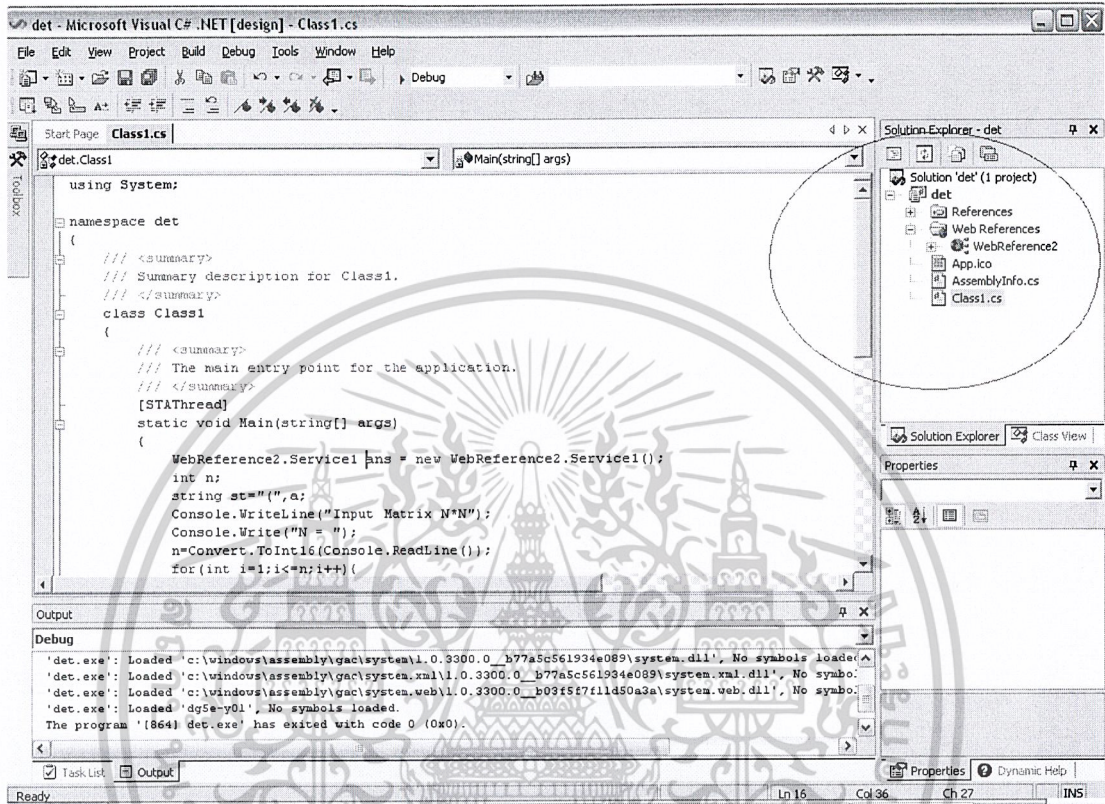 det - Microsoft Visual C# .NET [design] - Class1.cs
File Edit View Project Build Debug Tools Window Help
Debug
Start Page Class1.cs
Toolbox
det.Class1
Main(string[] args)
using System;
namespace det
{
/// <summary>
/// Summary description for Class1.
/// </summary>
class Class1
{
/// <summary>
/// The main entry point for the application.
/// </summary>
[STAThread]
static void Main(string[] args)
{
WebReference2.Service1 ans = new WebReference2.Service1();
int n;
string st="(",a;
Console.WriteLine("Input Matrix N*N");
Console.Write("N = ");
n=Convert.ToInt16(Console.ReadLine());
for(int i=1;i<=n;i++){
Solution Explorer - det
Solution 'det' (1 project)
det
References
Web References
WebReference2
App.ico
AssemblyInfo.cs
Class1.cs
Solution Explorer Class View
Properties
Output
Debug
'det.exe': Loaded 'c:\windows\assembly\gac\system\1.0.3300.0__b77a5c561934e089\system.dll', No symbols loaded
'det.exe': Loaded 'c:\windows\assembly\gac\system.xml\1.0.3300.0__b77a5c561934e089\system.xml.dll', No symbo
'det.exe': Loaded 'c:\windows\assembly\gac\system.web\1.0.3300.0__b03f5f7f11d50a3a\system.web.dll', No symbo
'det.exe': Loaded 'dg5e-y0l', No symbols loaded.
The program '[864] det.exe' has exited with code 0 (0x0).
Task List Output
Properties Dynamic Help
Ready Ln 16 Col 36 Ch 27 INS